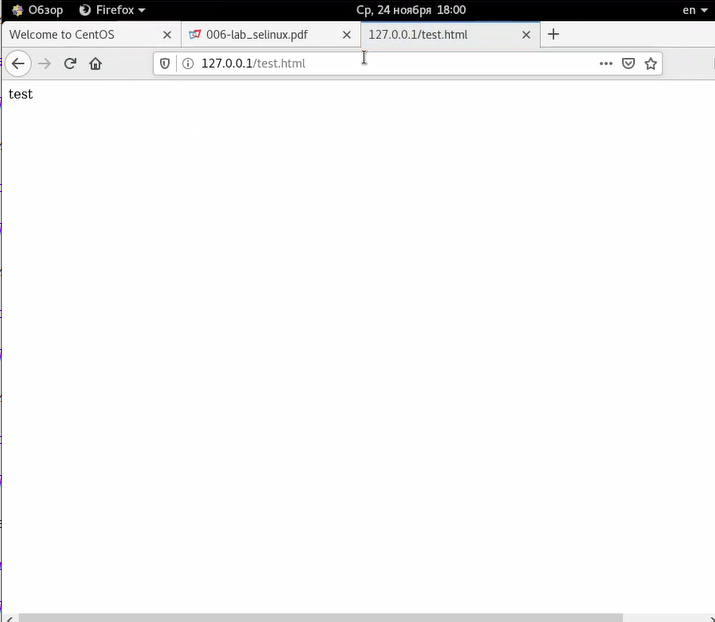 Обзор Firefox Ср, 24 ноября 18:00 en
Welcome to CentOS 006-lab_selinux.pdf 127.0.0.1/test.html
127.0.0.1/test.html
test